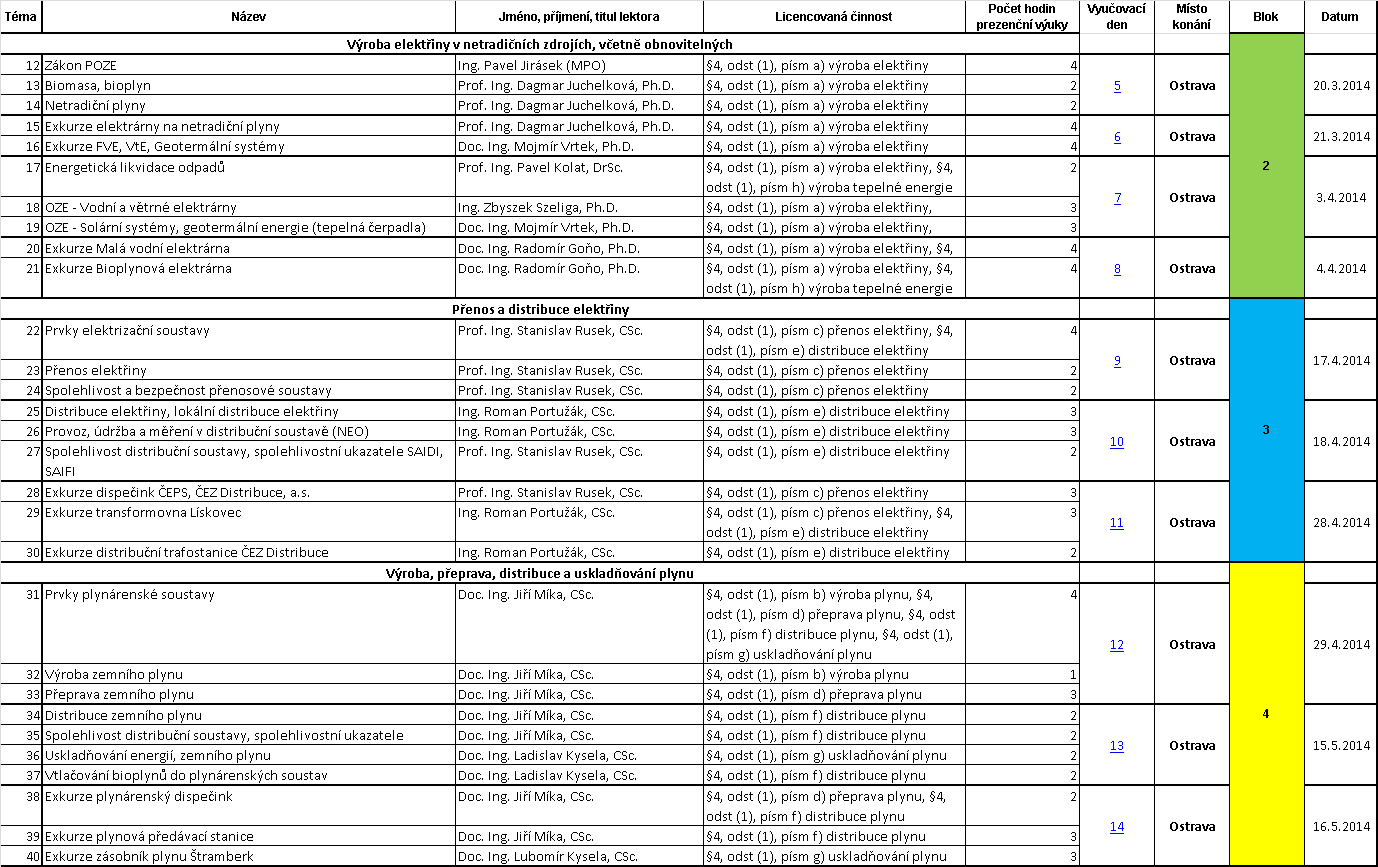 Téma Název Jméno, příjmení, titul lektora Licencovaná činnost Počet hodin prezenční výuky Vyučovací den Místo konání Blok Datum
Výroba elektřiny v netradičních zdrojích, včetně obnovitelných
12 Zákon POZE Ing. Pavel Jirásek (MPO) §4, odst (1), písm a) výroba elektřiny 4
13 Biomasa, bioplyn Prof. Ing. Dagmar Juchelková, Ph.D. §4, odst (1), písm a) výroba elektřiny 2 5 Ostrava 20.3.2014
14 Netradiční plyny Prof. Ing. Dagmar Juchelková, Ph.D. §4, odst (1), písm a) výroba elektřiny 2
15 Exkurze elektrárny na netradiční plyny Prof. Ing. Dagmar Juchelková, Ph.D. §4, odst (1), písm a) výroba elektřiny 4
6 Ostrava 21.3.2014
16 Exkurze FVE, VtE, Geotermální systémy Doc. Ing. Mojmír Vrtek, Ph.D. §4, odst (1), písm a) výroba elektřiny 4
17 Energetická likvidace odpadů Prof. Ing. Pavel Kolat, DrSc. §4, odst (1), písm a) výroba elektřiny, §4, 2
2
odst (1), písm h) výroba tepelné energie
7 Ostrava 3.4.2014
18 OZE - Vodní a větrné elektrárny Ing. Zbyszek Szeliga, Ph.D. §4, odst (1), písm a) výroba elektřiny, 3
19 OZE - Solární systémy, geotermální energie (tepelná čerpadla) Doc. Ing. Mojmír Vrtek, Ph.D. §4, odst (1), písm a) výroba elektřiny, 3
20 Exkurze Malá vodní elektrárna Doc. Ing. Radomír Goňo, Ph.D. §4, odst (1), písm a) výroba elektřiny, §4, 4
21 Exkurze Bioplynová elektrárna Doc. Ing. Radomír Goňo, Ph.D. §4, odst (1), písm a) výroba elektřiny, §4, 4 8 Ostrava 4.4.2014
odst (1), písm h) výroba tepelné energie
Přenos a distribuce elektřiny
22 Prvky elektrizační soustavy Prof. Ing. Stanislav Rusek, CSc. §4, odst (1), písm c) přenos elektřiny, §4, 4
odst (1), písm e) distribuce elektřiny
9 Ostrava 17.4.2014
23 Přenos elektřiny Prof. Ing. Stanislav Rusek, CSc. §4, odst (1), písm c) přenos elektřiny 2
24 Spolehlivost a bezpečnost přenosové soustavy Prof. Ing. Stanislav Rusek, CSc. §4, odst (1), písm c) přenos elektřiny 2
25 Distribuce elektřiny, lokální distribuce elektřiny Ing. Roman Portužák, CSc. §4, odst (1), písm e) distribuce elektřiny 3
26 Provoz, údržba a měření v distribuční soustavě (NEO) Ing. Roman Portužák, CSc. §4, odst (1), písm e) distribuce elektřiny 3
3
10 Ostrava 18.4.2014
27 Spolehlivost distribuční soustavy, spolehlivostní ukazatele SAIDI, Prof. Ing. Stanislav Rusek, CSc. §4, odst (1), písm e) distribuce elektřiny 2
SAIFI
28 Exkurze dispečink ČEPS, ČEZ Distribuce, a.s. Prof. Ing. Stanislav Rusek, CSc. §4, odst (1), písm c) přenos elektřiny 3
29 Exkurze transformovna Lískovec Ing. Roman Portužák, CSc. §4, odst (1), písm c) přenos elektřiny, §4, 3
11 Ostrava 28.4.2014
odst (1), písm e) distribuce elektřiny
30 Exkurze distribuční trafostanice ČEZ Distribuce Ing. Roman Portužák, CSc. §4, odst (1), písm e) distribuce elektřiny 2
Výroba, přeprava, distribuce a uskladňování plynu
31 Prvky plynárenské soustavy Doc. Ing. Jiří Míka, CSc. §4, odst (1), písm b) výroba plynu, §4, 4
odst (1), písm d) přeprava plynu, §4, odst
(1), písm f) distribuce plynu, §4, odst (1),
12 Ostrava 29.4.2014
písm g) uskladňování plynu
32 Výroba zemního plynu Doc. Ing. Jiří Míka, CSc. §4, odst (1), písm b) výroba plynu 1
33 Přeprava zemního plynu Doc. Ing. Jiří Míka, CSc. §4, odst (1), písm d) přeprava plynu 3
34 Distribuce zemního plynu Doc. Ing. Jiří Míka, CSc. §4, odst (1), písm f) distribuce plynu 2
4
35 Spolehlivost distribuční soustavy, spolehlivostní ukazatele Doc. Ing. Jiří Míka, CSc. §4, odst (1), písm f) distribuce plynu 2
13 Ostrava 15.5.2014
36 Uskladňování energií, zemního plynu Doc. Ing. Ladislav Kysela, CSc. §4, odst (1), písm g) uskladňování plynu 2
37 Vtlačování bioplynů do plynárenských soustav Doc. Ing. Ladislav Kysela, CSc. §4, odst (1), písm f) distribuce plynu 2
38 Exkurze plynárenský dispečink Doc. Ing. Jiří Míka, CSc. §4, odst (1), písm d) přeprava plynu, §4, 2
odst (1), písm f) distribuce plynu
14 Ostrava 16.5.2014
39 Exkurze plynová předávací stanice Doc. Ing. Jiří Míka, CSc. §4, odst (1), písm f) distribuce plynu 3
40 Exkurze zásobník plynu Štramberk Doc. Ing. Lubomír Kysela, CSc. §4, odst (1), písm g) uskladňování plynu 3